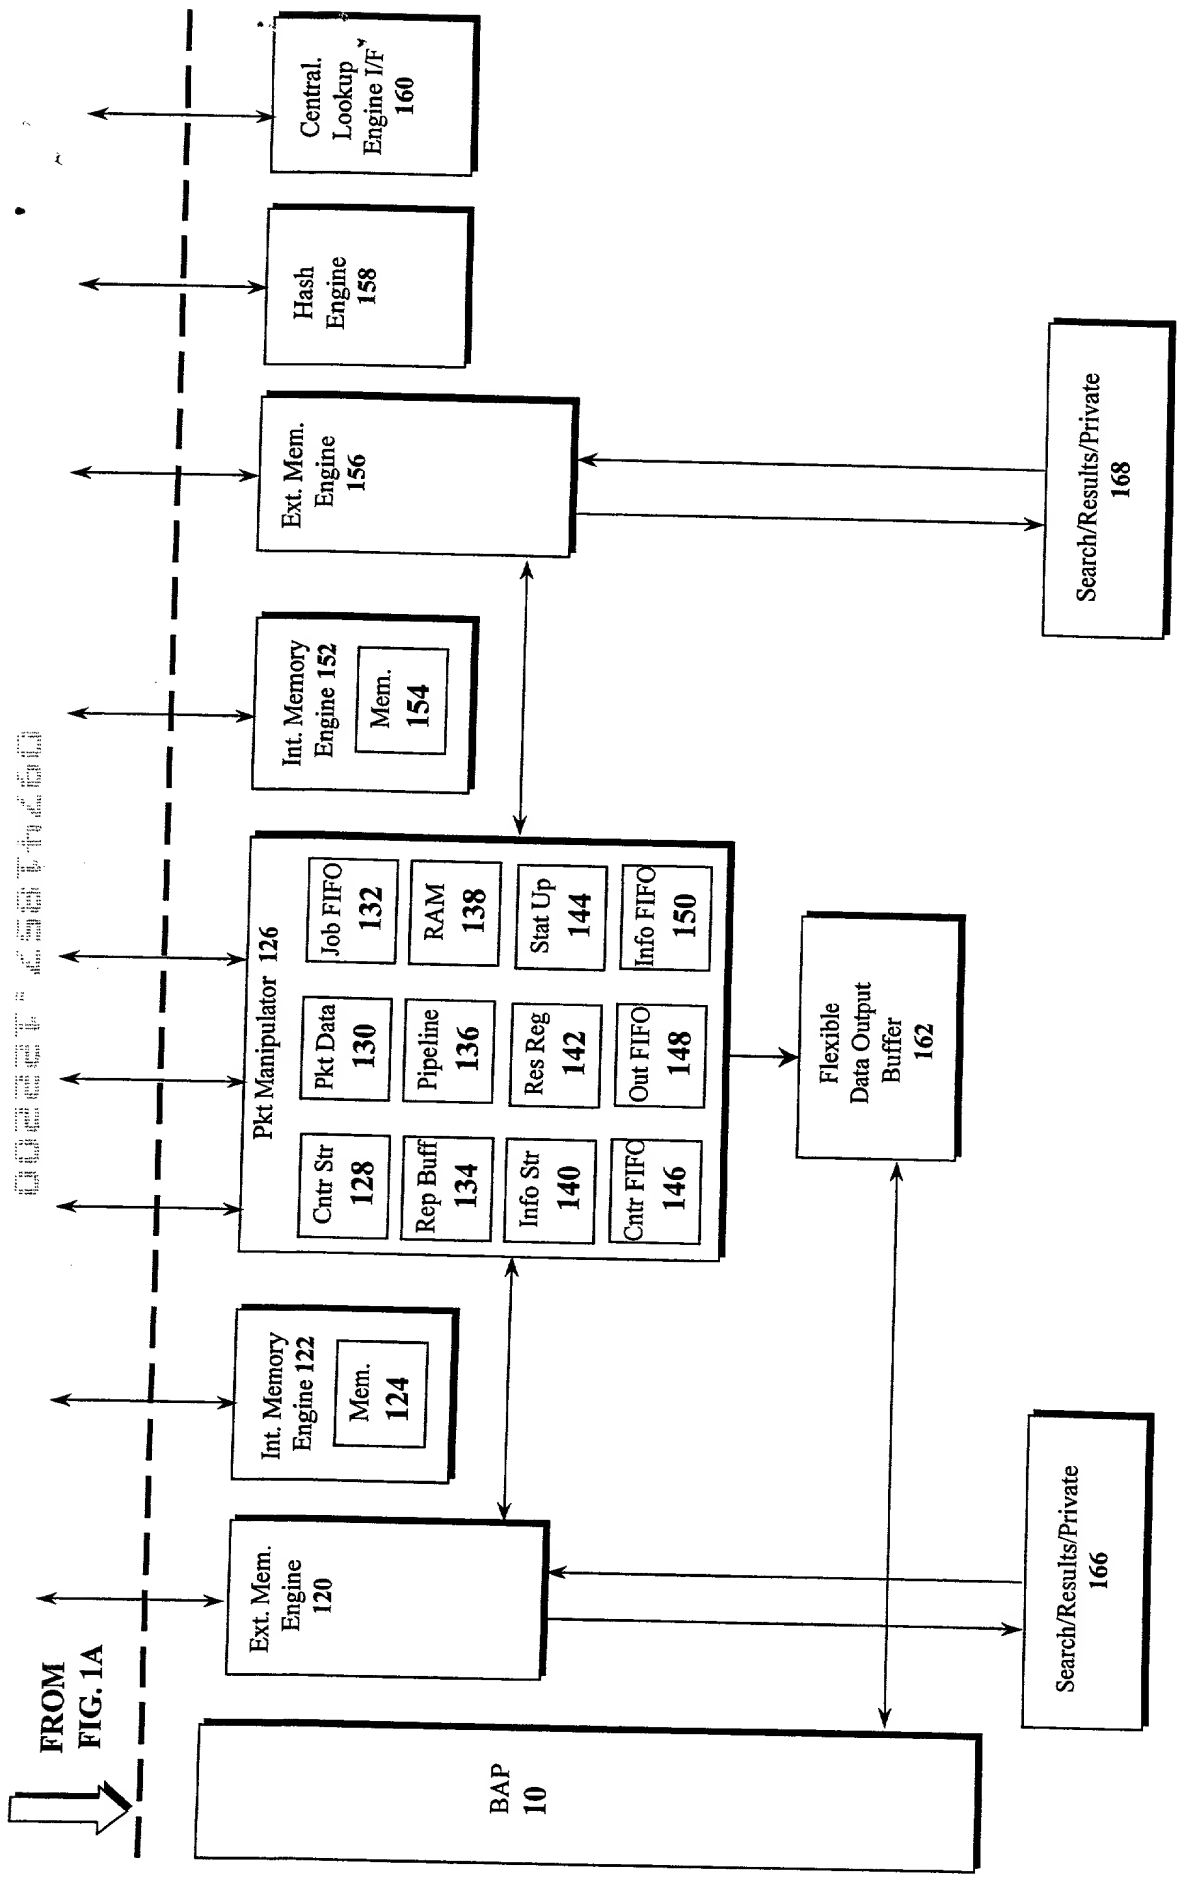 FROM
FIG. 1A
BAP
10
Ext. Mem.
Engine
120
Int. Memory
Engine 122
Mem.
124
Pkt Manipulator 126
Cntr Str
128
Pkt Data
130
Job FIFO
132
Rep Buff
134
Pipeline
136
RAM
138
Info Str
140
Res Reg
142
Stat Up
144
Cntr FIFO
146
Out FIFO
148
Info FIFO
150
Int. Memory
Engine 152
Mem.
154
Ext. Mem.
Engine
156
Hash
Engine
158
Central.
Lookup
Engine I/F
160
Flexible
Data Output
Buffer
162
Search/Results/Private
166
Search/Results/Private
168